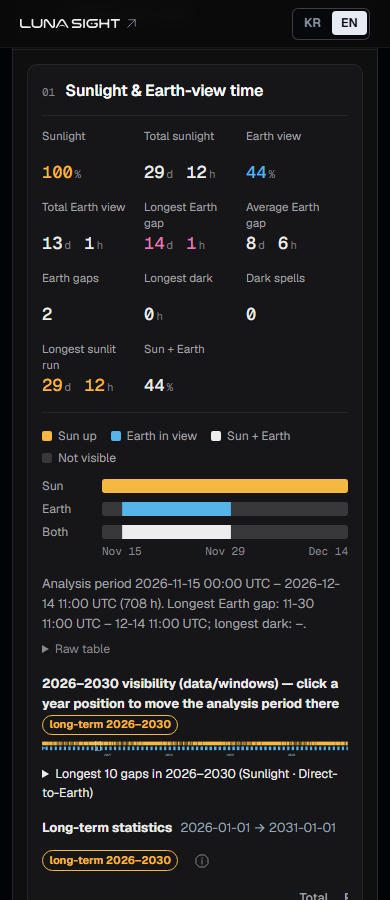 LUNA SIGHT ↗
KR EN
01 Sunlight & Earth-view time
Sunlight Total sunlight Earth view
100% 29d 12h 44%
Total Earth view Longest Earth gap Average Earth gap
13d 1h 14d 1h 8d 6h
Earth gaps Longest dark Dark spells
2 0h 0
Longest sunlit run Sun + Earth
29d 12h 44%
Sun up Earth in view Sun + Earth
Not visible
Sun
Earth
Both
Nov 15 Nov 29 Dec 14
Analysis period 2026-11-15 00:00 UTC – 2026-12-
14 11:00 UTC (708 h). Longest Earth gap: 11-30
11:00 UTC – 12-14 11:00 UTC; longest dark: –.
▶ Raw table
2026–2030 visibility (data/windows) — click a
year position to move the analysis period there
long-term 2026–2030
▶ Longest 10 gaps in 2026–2030 (Sunlight · Direct-
to-Earth)
Long-term statistics 2026-01-01 → 2031-01-01
long-term 2026–2030 ⓘ
Total